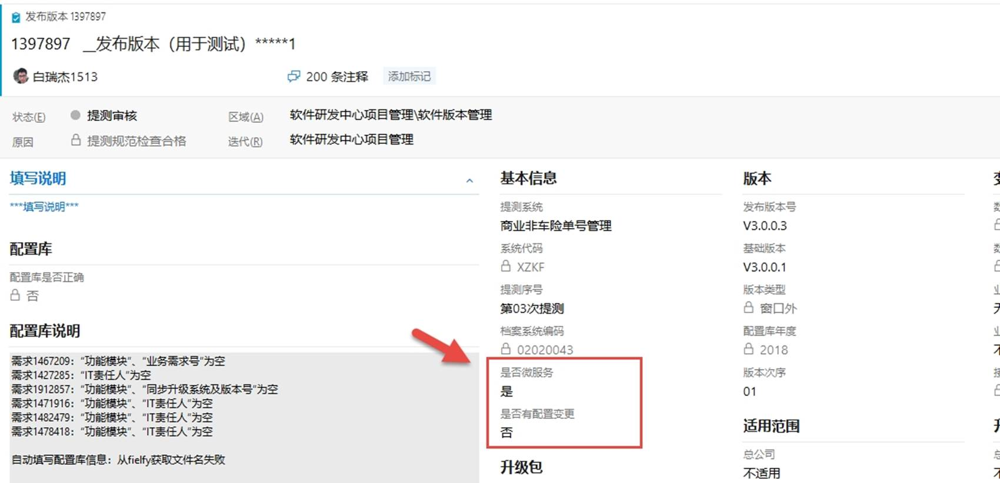 发布版本 1397897
1397897 __发布版本（用于测试）*****1
白瑞杰1513
200 条注释
添加标记
状态(E)
提测审核
区域(A)
软件研发中心项目管理\软件版本管理
原因
提测规范检查合格
迭代(R)
软件研发中心项目管理
填写说明
***填写说明***
配置库
配置库是否正确
否
配置库说明
需求1467209：“功能模块”、“业务需求号”为空
需求1427285：“IT责任人”为空
需求1912857：“功能模块”、“同步升级系统及版本号”为空
需求1471916：“功能模块”、“IT责任人”为空
需求1482479：“功能模块”、“IT责任人”为空
需求1478418：“功能模块”、“IT责任人”为空
自动填写配置库信息：从fielfy获取文件名失败
基本信息
提测系统
商业非车险单号管理
系统代码
XZKF
提测序号
第03次提测
档案系统编码
02020043
是否微服务
是
是否有配置变更
否
升级包
版本
发布版本号
V3.0.0.3
基础版本
V3.0.0.1
版本类型
窗口外
配置库年度
2018
版本次序
01
适用范围
总公司
不适用